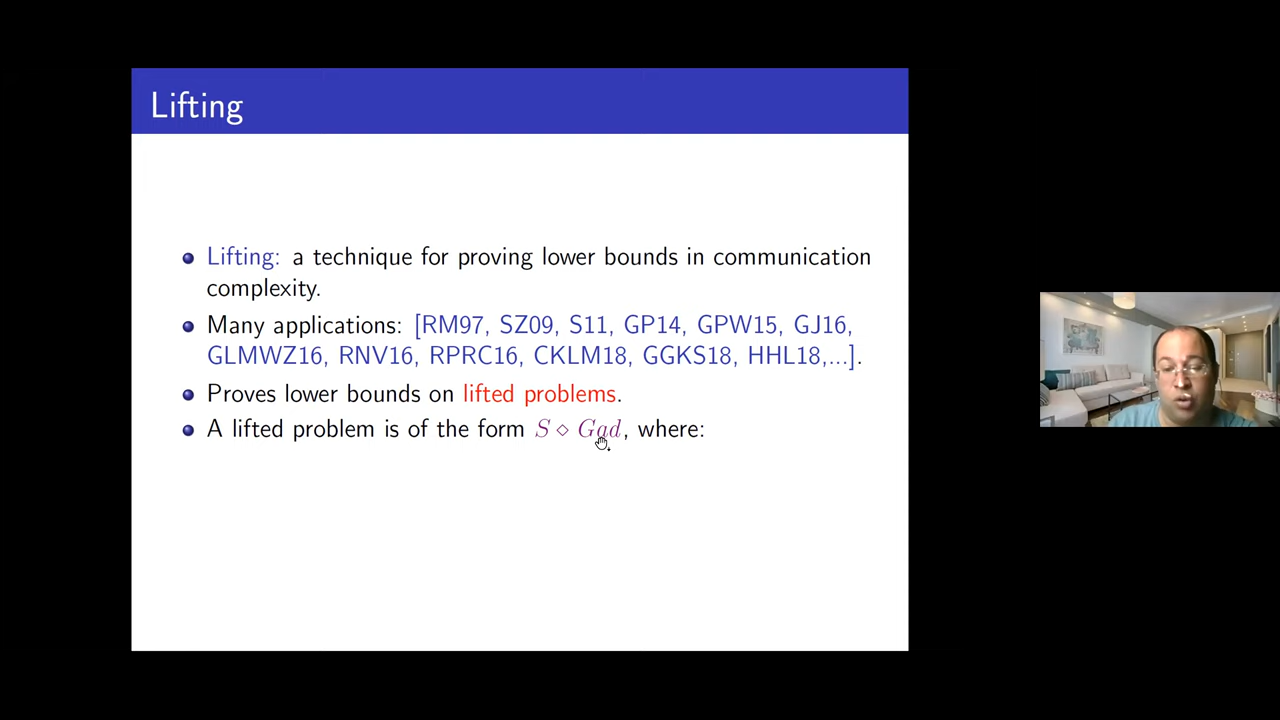 Lifting
Lifting: a technique for proving lower bounds in communication
complexity.
Many applications: [RM97, SZ09, S11, GP14, GPW15, GJ16,
GLMWZ16, RNV16, RPRC16, CKLM18, GGKS18, HHL18,...].
Proves lower bounds on lifted problems.
A lifted problem is of the form S ⋄ Gad, where: